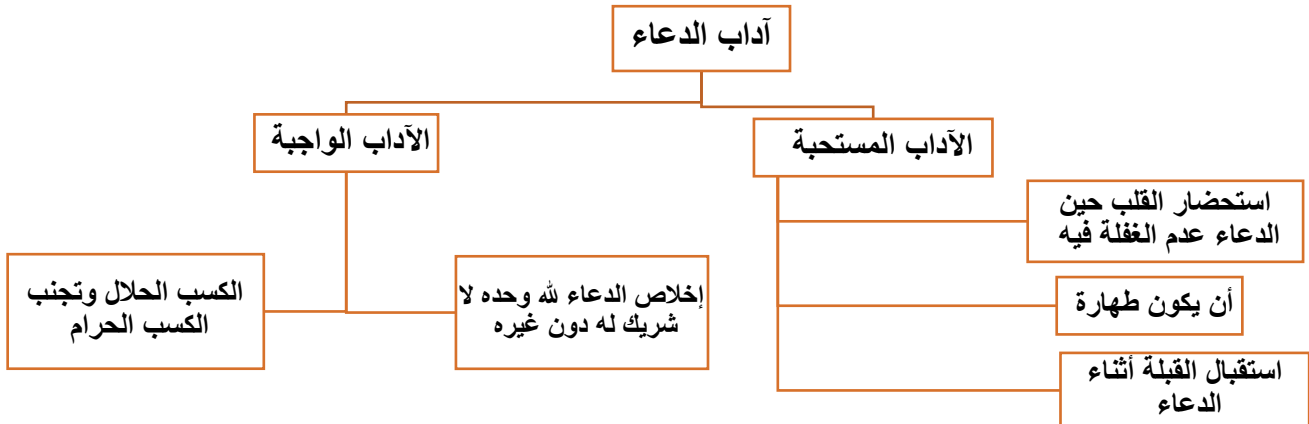 آداب الدعاء
الآداب المستحبة
الآداب الواجبة
استحضار القلب حين
الدعاء عدم الغفلة فيه
أن يكون طهارة
استقبال القبلة أثناء
الدعاء
إخلاص الدعاء لله وحده لا
شريك له دون غيره
الكسب الحلال وتجنب
الكسب الحرام